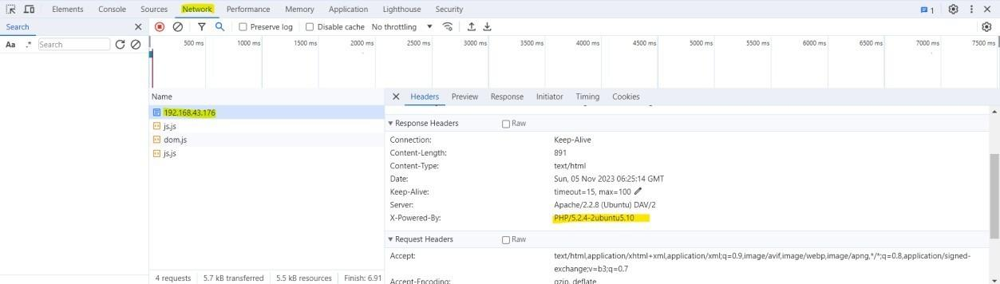 Elements Console Sources Network Performance Memory Application Lighthouse Security 1
Search
Preserve log Disable cache No throttling
Aa .* Search
500 ms 1000 ms 1500 ms 2000 ms 2500 ms 3000 ms 3500 ms 4000 ms 4500 ms 5000 ms 5500 ms 6000 ms 6500 ms 7000 ms 7500 ms
Name
Headers Preview Response Initiator Timing Cookies
192.168.43.176
js.js
dom.js
js.js
Response Headers Raw
Connection: Keep-Alive
Content-Length: 891
Content-Type: text/html
Date: Sun, 05 Nov 2023 06:25:14 GMT
Keep-Alive: timeout=15, max=100
Server: Apache/2.2.8 (Ubuntu) DAV/2
X-Powered-By: PHP/5.2.4-2ubuntu5.10
Request Headers Raw
Accept: text/html,application/xhtml+xml,application/xml;q=0.9,image/avif,image/webp,image/apng,*/*;q=0.8,application/signed-
exchange;v=b3;q=0.7
Accept-Encoding: gzip, deflate
4 requests 5.7 kB transferred 5.5 kB resources Finish: 6.91